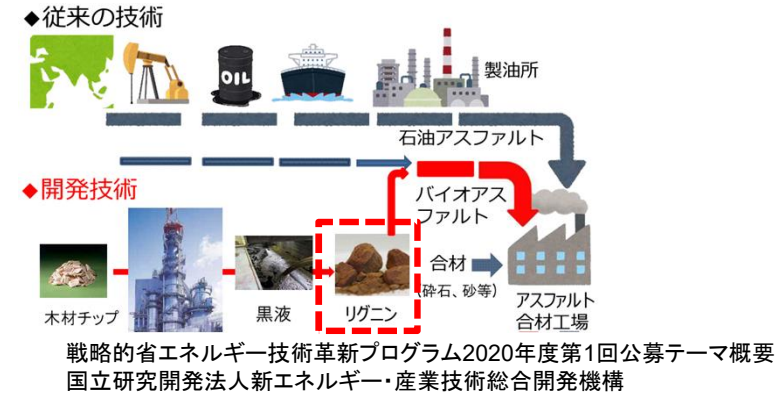 ◆従来の技術
OIL
製油所
石油アスファルト
◆開発技術
バイオアス
ファルト
合材
(砕石、砂等)
木材チップ
黒液
リグニン
アスファルト
合材工場
戦略的省エネルギー技術革新プログラム2020年度第1回公募テーマ概要
国立研究開発法人新エネルギー・産業技術総合開発機構